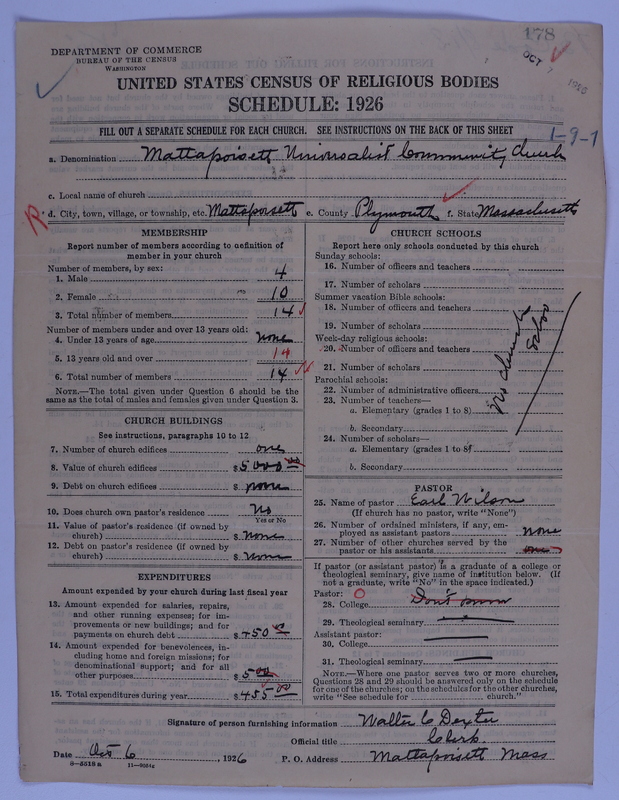 178
OCT 7 1926
DEPARTMENT OF COMMERCE
BUREAU OF THE CENSUS
WASHINGTON
UNITED STATES CENSUS OF RELIGIOUS BODIES
SCHEDULE: 1926
FILL OUT A SEPARATE SCHEDULE FOR EACH CHURCH. SEE INSTRUCTIONS ON THE BACK OF THIS SHEET
1-9-1
a. Denomination Mattapoisett Universalist Community Church
c. Local name of church
R d. City, town, village, or township, etc. Mattapoisett e. County Plymouth f. State Massachusetts
MEMBERSHIP
Report number of members according to definition of
member in your church
Number of members, by sex:
1. Male 4
2. Female 10
3. Total number of members 14
Number of members under and over 13 years old:
4. Under 13 years of age none
5. 13 years old and over 14
6. Total number of members 14
NOTE.—The total given under Question 6 should be the
same as the total of males and females given under Question 3.
CHURCH BUILDINGS
See instructions, paragraphs 10 to 12
7. Number of church edifices one
8. Value of church edifices $ 5000 00
9. Debt on church edifices $ none
10. Does church own pastor's residence No
Yes or No
11. Value of pastor's residence (if owned by
church) $ None
12. Debt on pastor's residence (if owned by
church) $ None
EXPENDITURES
Amount expended by your church during last fiscal year
13. Amount expended for salaries, repairs,
and other running expenses; for im-
provements or new buildings; and for
payments on church debt $ 450 00
14. Amount expended for benevolences, in-
cluding home and foreign missions; for
denominational support; and for all
other purposes $ 5 00
15. Total expenditures during year $ 455 00
CHURCH SCHOOLS
Report here only schools conducted by this church
Sunday schools:
16. Number of officers and teachers
17. Number of scholars
Summer vacation Bible schools:
18. Number of officers and teachers
19. Number of scholars
Week-day religious schools:
20. Number of officers and teachers
21. Number of scholars
Parochial schools:
22. Number of administrative officers
23. Number of teachers—
a. Elementary (grades 1 to 8)
b. Secondary
24. Number of scholars—
a. Elementary (grades 1 to 8)
b. Secondary
No church
PASTOR
25. Name of pastor Earl Wilson
(If church has no pastor, write "None")
26. Number of ordained ministers, if any, em-
ployed as assistant pastors none
27. Number of other churches served by the
pastor or his assistants one
If pastor (or assistant pastor) is a graduate of a college or
theological seminary, give name of institution below. (If
not a graduate, write "No" in the space indicated.)
Pastor: O
28. College Don't know
29. Theological seminary
Assistant pastor:
30. College
31. Theological seminary
NOTE.—Where one pastor serves two or more churches,
Questions 28 and 29 should be answered only on the schedule
for one of the churches; on the schedules for the other churches,
write "See schedule for church."
Signature of person furnishing information Walter C Dexter
Official title Clerk
Date Oct 6, 1926 P. O. Address Mattapoisett Mass